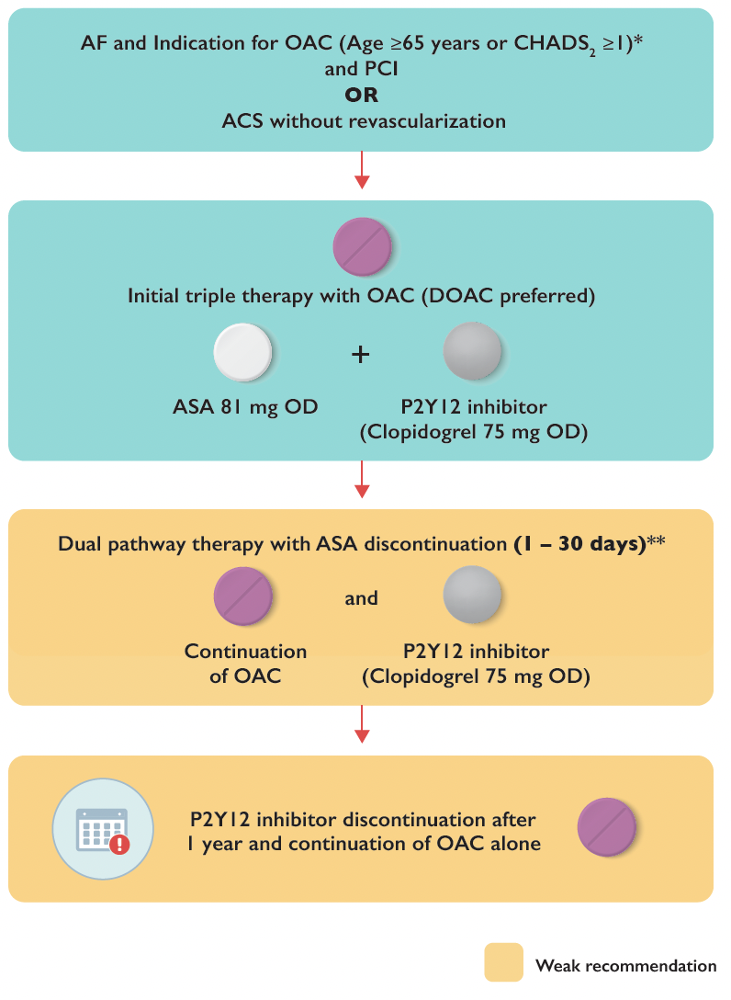 AF and Indication for OAC (Age ≥65 years or CHADS₂ ≥1)*
and PCI
OR
ACS without revascularization
Initial triple therapy with OAC (DOAC preferred)
+
ASA 81 mg OD
P2Y12 inhibitor
(Clopidogrel 75 mg OD)
Dual pathway therapy with ASA discontinuation (1 – 30 days)**
and
Continuation
of OAC
P2Y12 inhibitor
(Clopidogrel 75 mg OD)
P2Y12 inhibitor discontinuation after
1 year and continuation of OAC alone
Weak recommendation